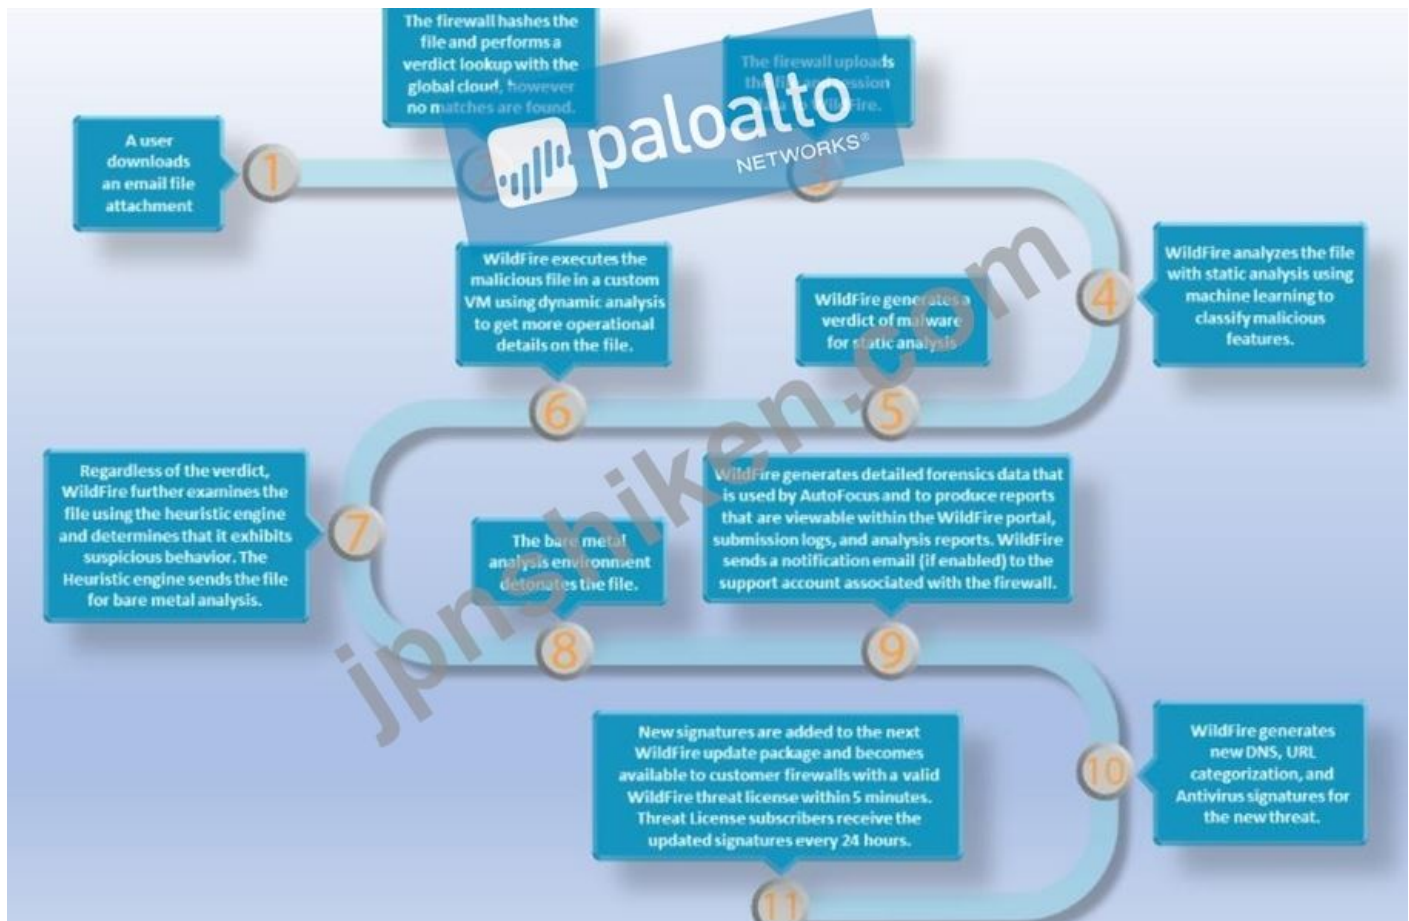 The firewall hashes the
file and performs a
verdict lookup with the
global cloud, however
no matches are found.
The firewall uploads
the file and session
data to WildFire.
paloalto
NETWORKS®
A user
downloads
an email file
attachment
1
2
3
WildFire analyzes the file
with static analysis using
machine learning to
classify malicious
features.
4
WildFire executes the
malicious file in a custom
VM using dynamic analysis
to get more operational
details on the file.
WildFire generates a
verdict of malware
for static analysis
6
5
Regardless of the verdict,
WildFire further examines the
file using the heuristic engine
and determines that it exhibits
suspicious behavior. The
Heuristic engine sends the file
for bare metal analysis.
7
The bare metal
analysis environment
detonates the file.
WildFire generates detailed forensics data that
is used by AutoFocus and to produce reports
that are viewable within the WildFire portal,
submission logs, and analysis reports. WildFire
sends a notification email (if enabled) to the
support account associated with the firewall.
8
9
New signatures are added to the next
WildFire update package and becomes
available to customer firewalls with a valid
WildFire threat license within 5 minutes.
Threat License subscribers receive the
updated signatures every 24 hours.
10
WildFire generates
new DNS, URL
categorization, and
Antivirus signatures for
the new threat.
11
jpnshiken.com